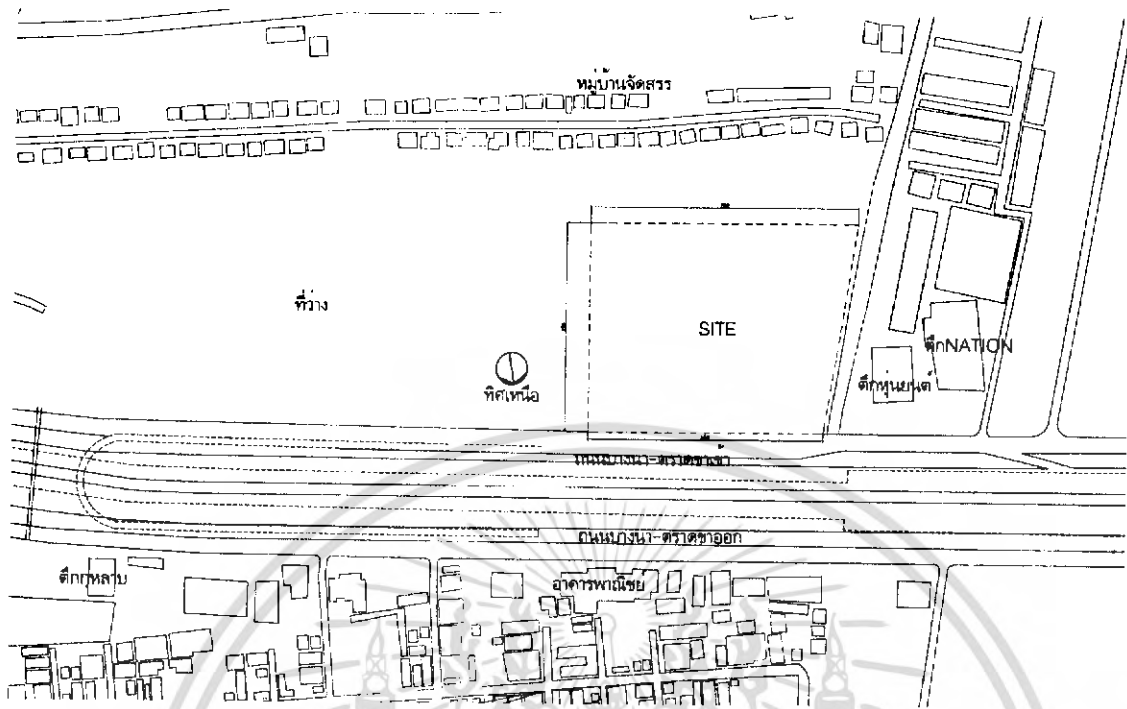 หมู่บ้านจัดสรร
ที่ว่าง
SITE
ตึกNATION
ทิศเหนือ
ตึกหุ่นยนต์
ถนนบางนา-ตราดขาเข้า
ถนนบางนา-ตราดขาออก
ตึกกุหลาบ
อาคารพาณิชย